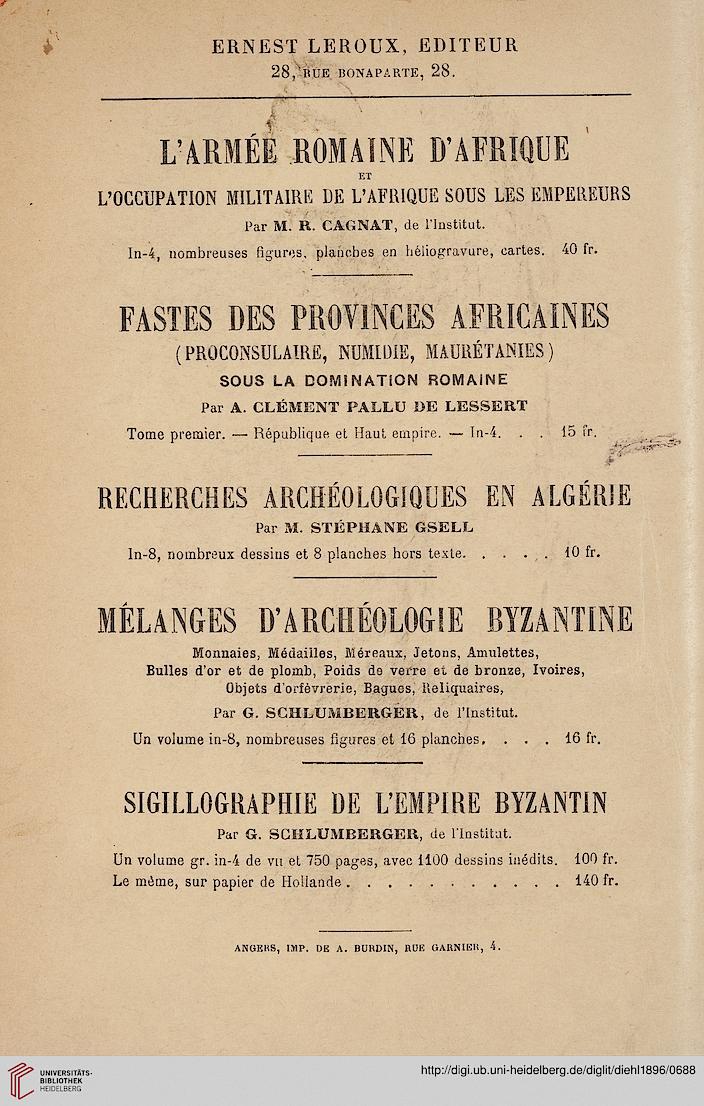 ERNEST LEROUX, EDITEUR
28, RUE BONAPARTE, 28.
L'ARMÉE ROMAINE D'AFRIQUE
ET
L'OCCUPATION MILITAIRE DE L'AFRIQUE SOUS LES EMPEREURS
Par M. R. CAGNAT, de l'Institut.
In-4, nombreuses figures, planches en héliogravure, cartes. 40 fr.
FASTES DES PROVINCES AFRICAINES
(PROCONSULAIRE, NUMIDIE, MAURÉTANIES)
SOUS LA DOMINATION ROMAINE
Par A. CLÉMENT PALLU DE LESSERT
Tome premier. — République et Haut empire. — In-4. . . 15 fr.
RECHERCHES ARCHÉOLOGIQUES EN ALGÉRIE
Par M. STÉPHANE GSELL
In-8, nombreux dessins et 8 planches hors texte. . . . . 10 fr.
MÉLANGES D'ARCHÉOLOGIE BYZANTINE
Monnaies, Médailles, Méreaux, Jetons, Amulettes,
Bulles d'or et de plomb, Poids de verre et de bronze, Ivoires,
Objets d'orfèvrerie, Bagues, Reliquaires,
Par G. SCHLUMBERGER, de l'Institut.
Un volume in-8, nombreuses figures et 16 planches. . . . 16 fr.
SIGILLOGRAPHIE DE L'EMPIRE BYZANTIN
Par G. SCHLUMBERGER, de l'Institut.
Un volume gr. in-4 de VII et 750 pages, avec 1100 dessins inédits. 100 fr.
Le même, sur papier de Hollande . . . . . . . . . . . 140 fr.
ANGERS, IMP. DE A. BURDIN, RUE GARNIER, 4.
UNIVERSITÄTS-
BIBLIOTHEK
HEIDELBERG
http://digi.ub.uni-heidelberg.de/diglit/diehl1896/0688